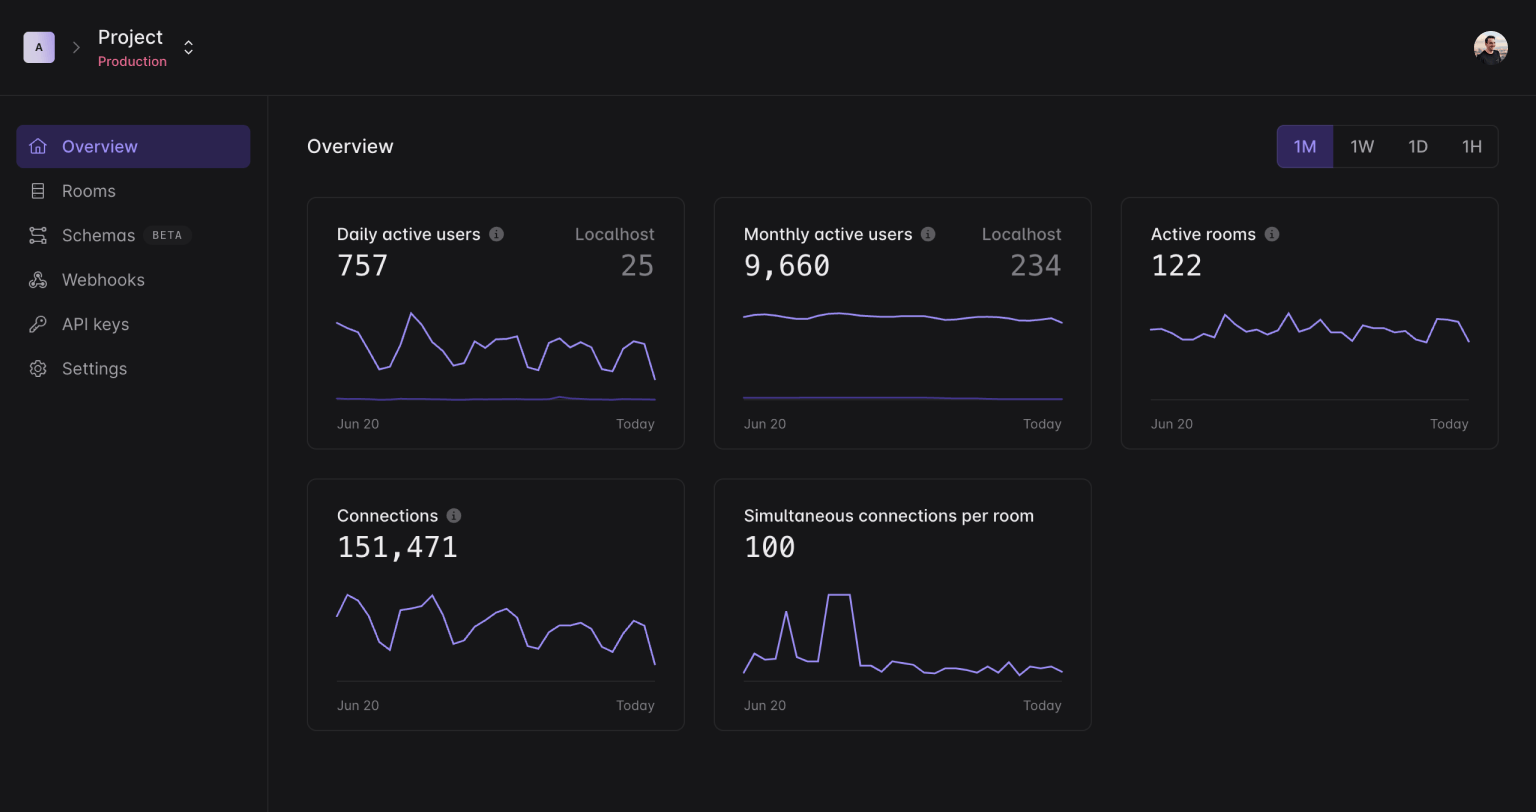 A
Project
Production
Overview
Rooms
Schemas BETA
Webhooks
API keys
Settings
Overview
1M 1W 1D 1H
Daily active users Localhost
757 25
Jun 20 Today
Monthly active users Localhost
9,660 234
Jun 20 Today
Active rooms
122
Jun 20 Today
Connections
151,471
Jun 20 Today
Simultaneous connections per room
100
Jun 20 Today